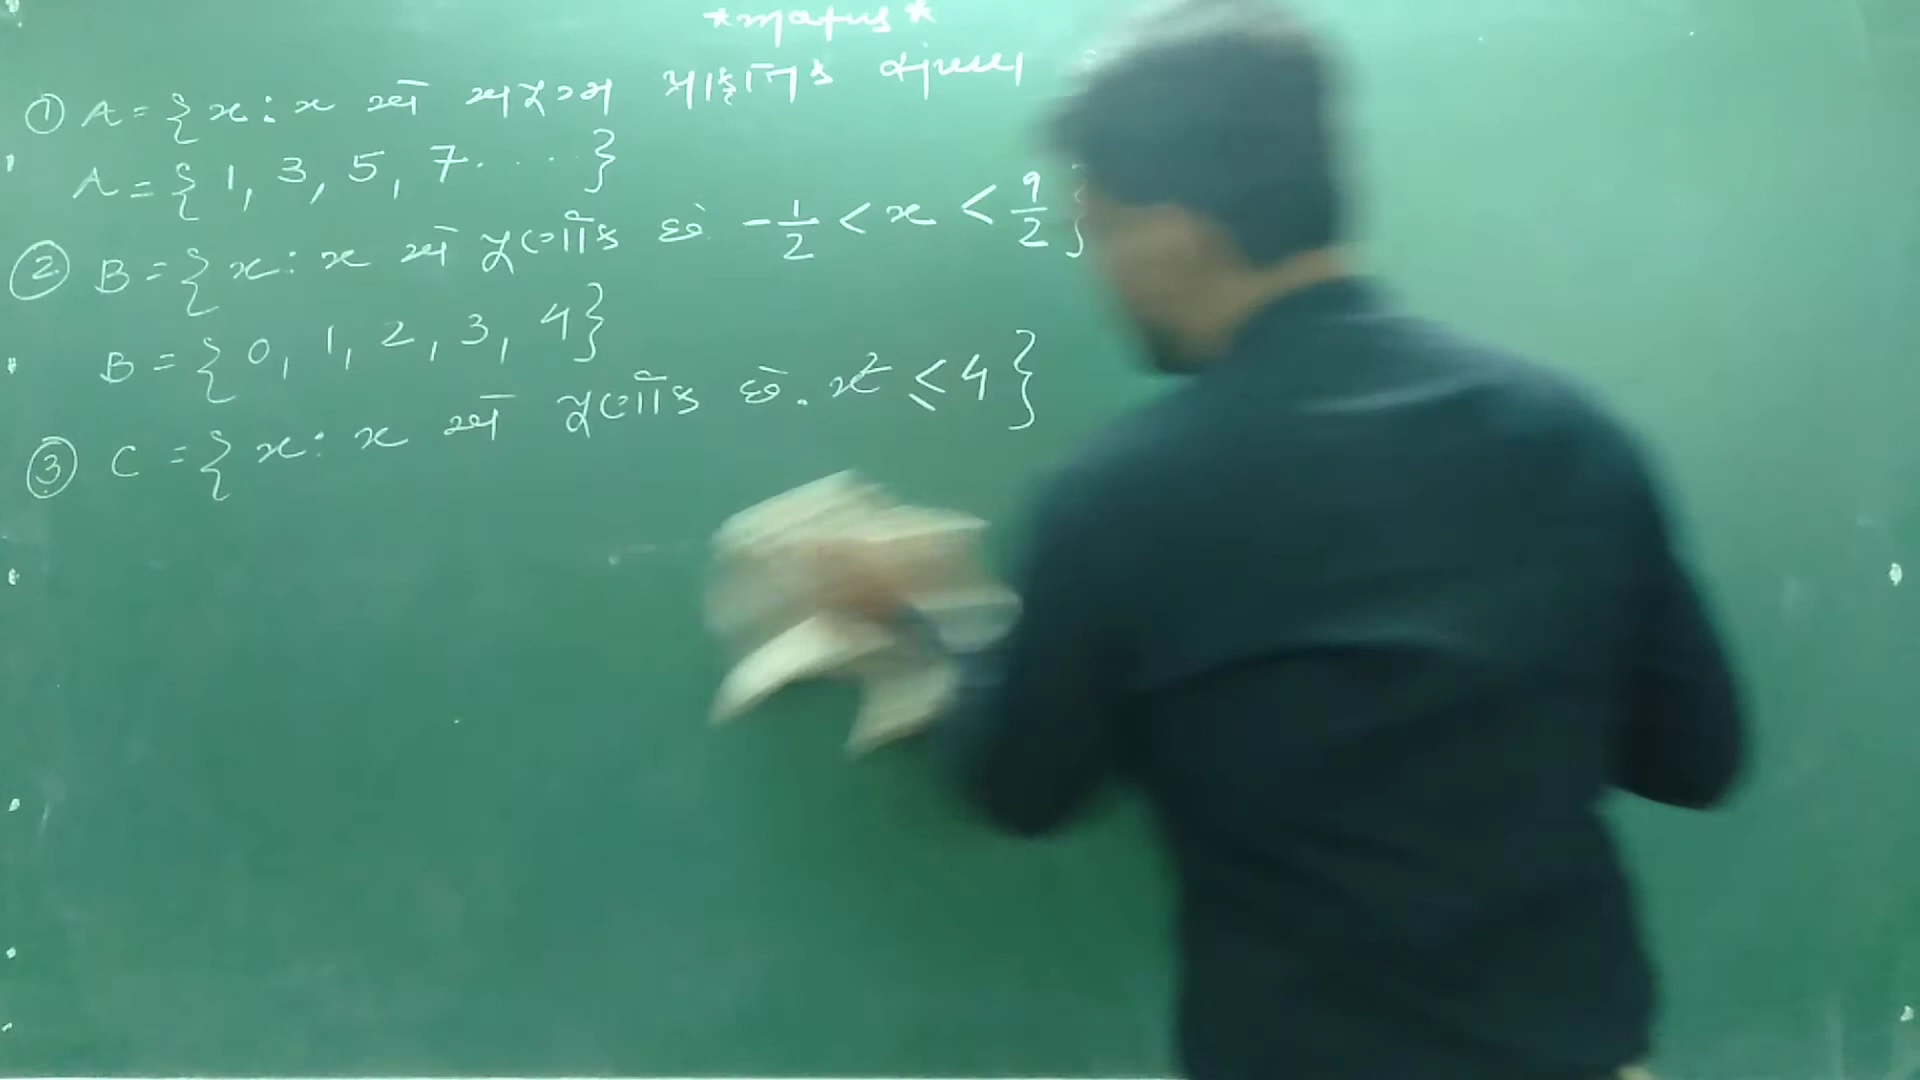 ① A = {x : x એ અયુગ્મ પ્રાકૃતિક સંખ્યા
A = {1, 3, 5, 7 . . . . }
② B = {x : x એ પૂર્ણાંક છે. -1/2 < x < 9/2}
B = {0, 1, 2, 3, 4}
③ C = {x : x એ પૂર્ણાંક છે. x² ≤ 4}